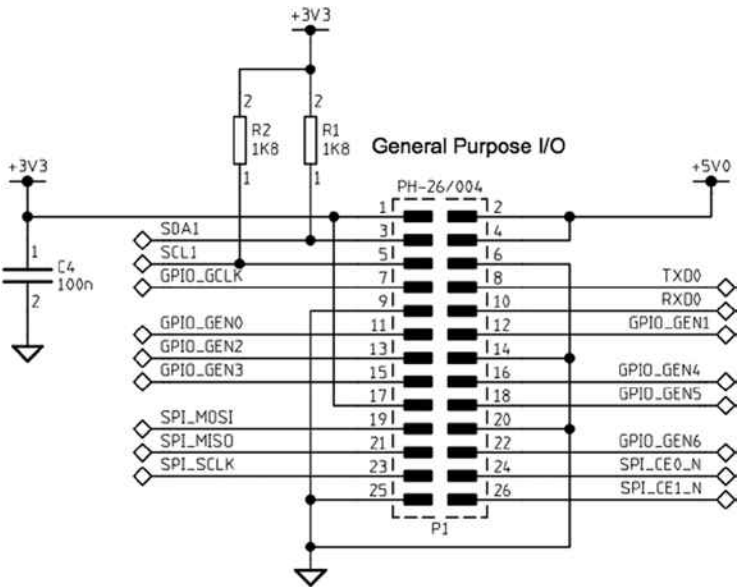 +3V3
2
2
R2
1K8
R1
1K8
1
1
General Purpose I/O
+3V3
PH-26/004
+5V0
1
2
SDA1
3
4
SCL1
5
6
GPIO_GCLK
7
8
TXD0
9
10
RXD0
GPIO_GEN0
11
12
GPIO_GEN1
GPIO_GEN2
13
14
GPIO_GEN3
15
16
GPIO_GEN4
17
18
GPIO_GEN5
SPI_MOSI
19
20
SPI_MISO
21
22
GPIO_GEN6
SPI_SCLK
23
24
SPI_CE0_N
25
26
SPI_CE1_N
P1
1
C4
100n
2